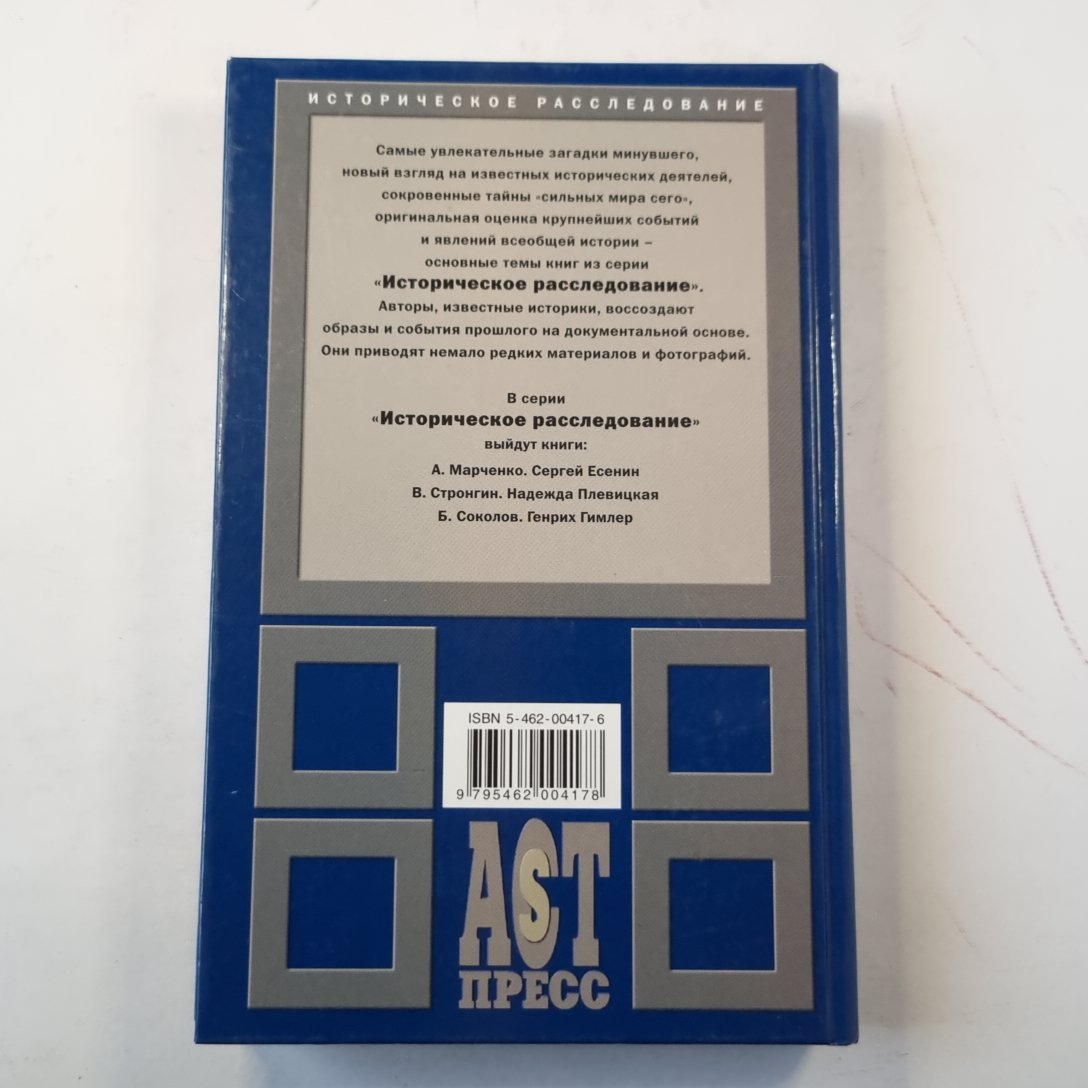 ИСТОРИЧЕСКОЕ РАССЛЕДОВАНИЕ
Самые увлекательные загадки минувшего,
новый взгляд на известных исторических деятелей,
сокровенные тайны «сильных мира сего»,
оригинальная оценка крупнейших событий
и явлений всеобщей истории –
основные темы книг из серии
«Историческое расследование».
Авторы, известные историки, воссоздают
образы и события прошлого на документальной основе.
Они приводят немало редких материалов и фотографий.
В серии
«Историческое расследование»
выйдут книги:
А. Марченко. Сергей Есенин
В. Стронгин. Надежда Плевицкая
Б. Соколов. Генрих Гимлер
ISBN 5-462-00417-6
9 795462 004178
АСТ
S
ПРЕСС